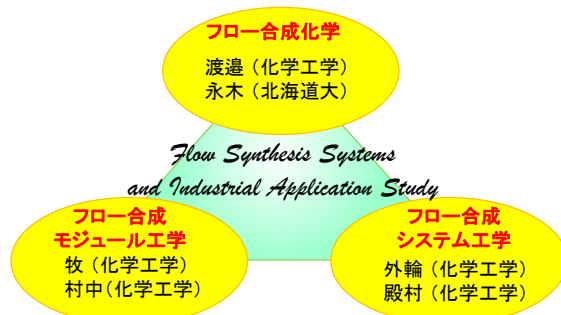 フロー合成化学
渡邉（化学工学）
永木（北海道大）
Flow Synthesis Systems
and Industrial Application Study
フロー合成
モジュール工学
牧（化学工学）
村中(化学工学）
フロー合成
システム工学
外輪（化学工学）
殿村（化学工学）